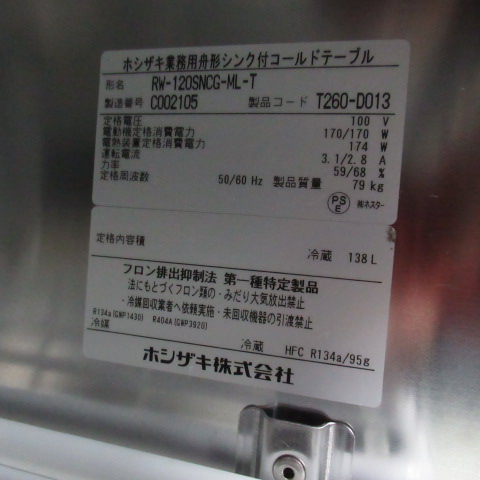 ホシザキ業務用舟形シンク付コールドテーブル
形名 RW-120SNCG-ML-T
製造番号 C002105 製品コード T260-D013
定格電圧 100 V
電動機定格消費電力 170/170 W
電熱装置定格消費電力 174 W
運転電流 3.1/2.8 A
力率 59/68 %
定格周波数 50/60 Hz 製品質量 79 kg
PSE ㈱ネスター
定格内容積 冷蔵 138 L
フロン排出抑制法 第一種特定製品
法にもとづくフロン類の・みだり大気放出禁止
・冷媒回収業者へ依頼実施・未回収機器の引渡禁止
R134a(GWP1430) R404A(GWP3920)
冷媒 冷蔵 HFC R134a/95g
ホシザキ株式会社